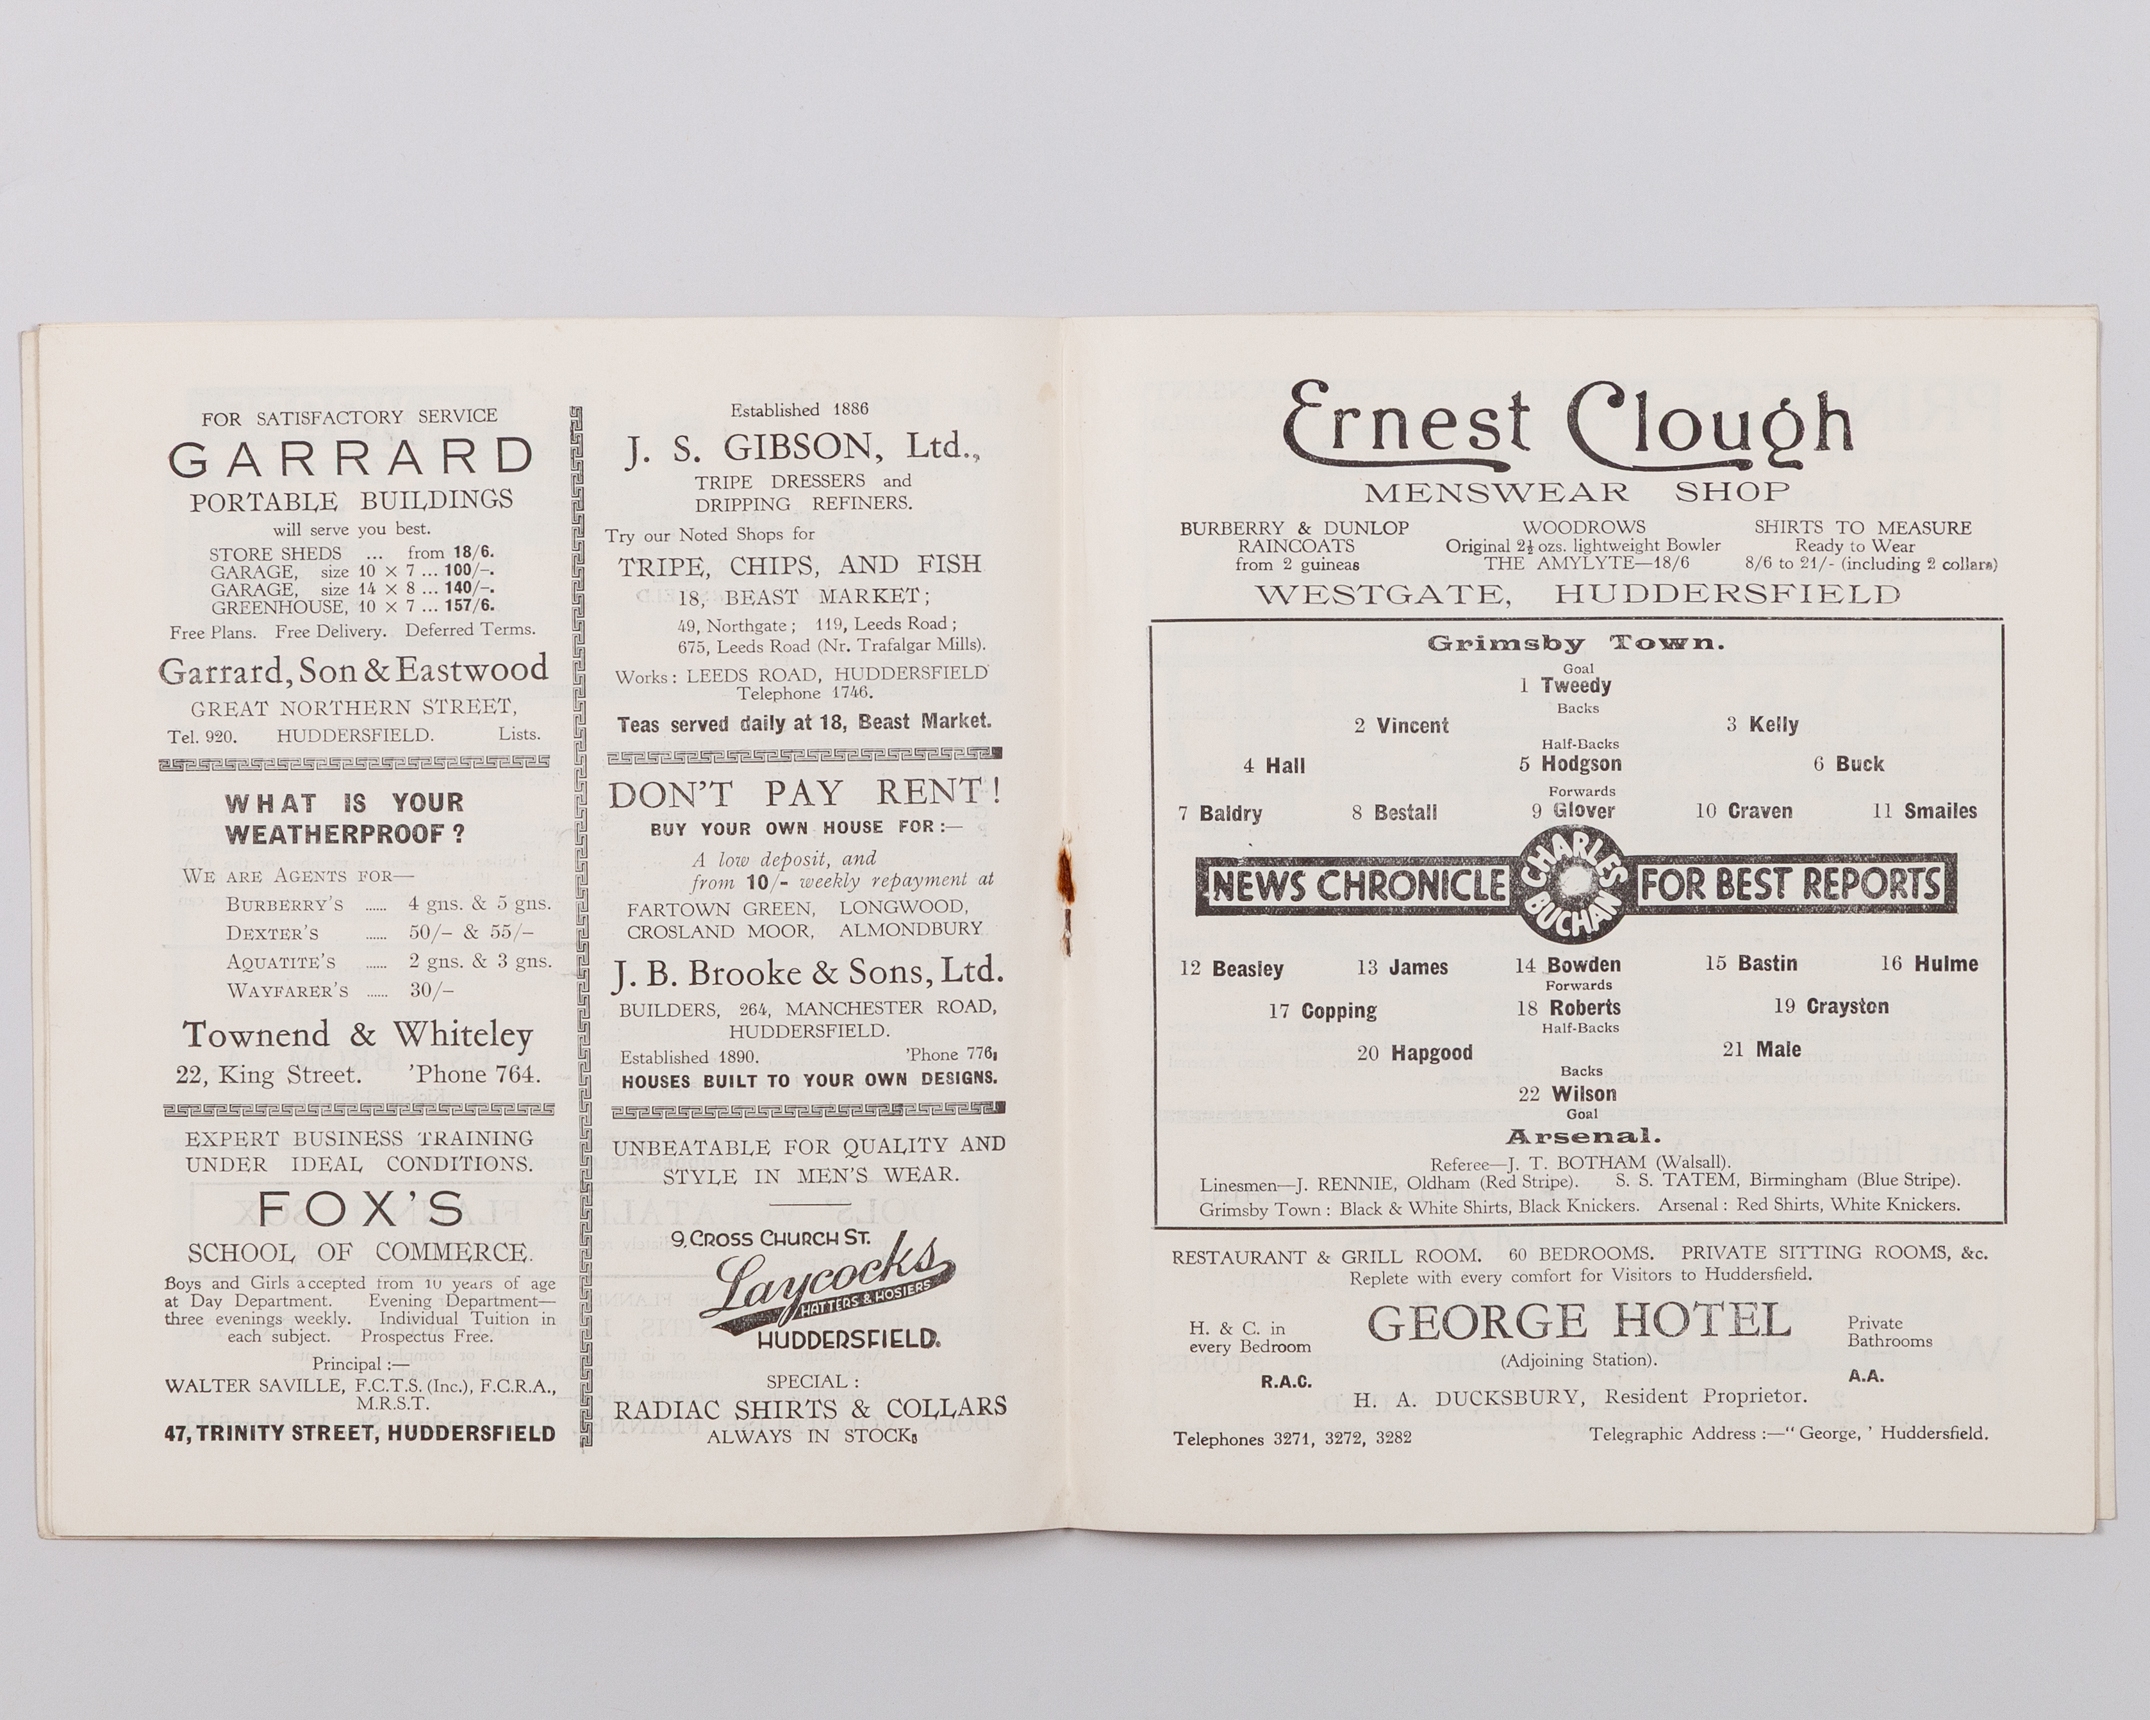 FOR SATISFACTORY SERVICE
GARRARD
PORTABLE BUILDINGS
will serve you best.
STORE SHEDS ... from 18/6.
GARAGE, size 10 × 7 ... 100/-.
GARAGE, size 14 × 8 ... 140/-.
GREENHOUSE, 10 × 7 ... 157/6.
Free Plans. Free Delivery. Deferred Terms.
Garrard, Son & Eastwood
GREAT NORTHERN STREET,
Tel. 920. HUDDERSFIELD. Lists.
WHAT IS YOUR
WEATHERPROOF?
WE ARE AGENTS FOR—
BURBERRY'S ...... 4 gns. & 5 gns.
DEXTER'S ...... 50/- & 55/-
AQUATITE'S ...... 2 gns. & 3 gns.
WAYFARER'S ...... 30/-
Townend & Whiteley
22, King Street. 'Phone 764.
EXPERT BUSINESS TRAINING
UNDER IDEAL CONDITIONS.
FOX'S
SCHOOL OF COMMERCE.
Boys and Girls accepted from 10 years of age
at Day Department. Evening Department—
three evenings weekly. Individual Tuition in
each subject. Prospectus Free.
Principal :—
WALTER SAVILLE, F.C.T.S. (Inc.), F.C.R.A.,
M.R.S.T.
47, TRINITY STREET, HUDDERSFIELD
Established 1886
J. S. GIBSON, Ltd.,
TRIPE DRESSERS and
DRIPPING REFINERS.
Try our Noted Shops for
TRIPE, CHIPS, AND FISH
18, BEAST MARKET;
49, Northgate; 119, Leeds Road;
675, Leeds Road (Nr. Trafalgar Mills).
Works: LEEDS ROAD, HUDDERSFIELD
Telephone 1746.
Teas served daily at 18, Beast Market.
DON'T PAY RENT!
BUY YOUR OWN HOUSE FOR:—
A low deposit, and
from 10/- weekly repayment at
FARTOWN GREEN, LONGWOOD,
CROSLAND MOOR, ALMONDBURY
J. B. Brooke & Sons, Ltd.
BUILDERS, 264, MANCHESTER ROAD,
HUDDERSFIELD.
Established 1890. 'Phone 776,
HOUSES BUILT TO YOUR OWN DESIGNS.
UNBEATABLE FOR QUALITY AND
STYLE IN MEN'S WEAR.
9, CROSS CHURCH ST.
Laycocks
HATTERS & HOSIERS
HUDDERSFIELD.
SPECIAL :
RADIAC SHIRTS & COLLARS
ALWAYS IN STOCK.
Ernest Clough
MENSWEAR SHOP
BURBERRY & DUNLOP WOODROWS SHIRTS TO MEASURE
RAINCOATS Original 2½ ozs. lightweight Bowler Ready to Wear
from 2 guineas THE AMYLYTE—18/6 8/6 to 21/- (including 2 collars)
WESTGATE, HUDDERSFIELD
Grimsby Town.
Goal
1 Tweedy
Backs
2 Vincent 3 Kelly
Half-Backs
4 Hall 5 Hodgson 6 Buck
Forwards
7 Baldry 8 Bestall 9 Glover 10 Craven 11 Smailes
NEWS CHRONICLE CHARLES BUCHAN FOR BEST REPORTS
12 Beasley 13 James 14 Bowden 15 Bastin 16 Hulme
Forwards
17 Copping 18 Roberts 19 Crayston
Half-Backs
20 Hapgood 21 Male
Backs
22 Wilson
Goal
Arsenal.
Referee—J. T. BOTHAM (Walsall).
Linesmen—J. RENNIE, Oldham (Red Stripe). S. S. TATEM, Birmingham (Blue Stripe).
Grimsby Town : Black & White Shirts, Black Knickers. Arsenal : Red Shirts, White Knickers.
RESTAURANT & GRILL ROOM. 60 BEDROOMS. PRIVATE SITTING ROOMS, &c.
Replete with every comfort for Visitors to Huddersfield.
GEORGE HOTEL
H. & C. in
every Bedroom
Private
Bathrooms
(Adjoining Station).
R.A.C. A.A.
H. A. DUCKSBURY, Resident Proprietor.
Telephones 3271, 3272, 3282 Telegraphic Address :—" George, ' Huddersfield.